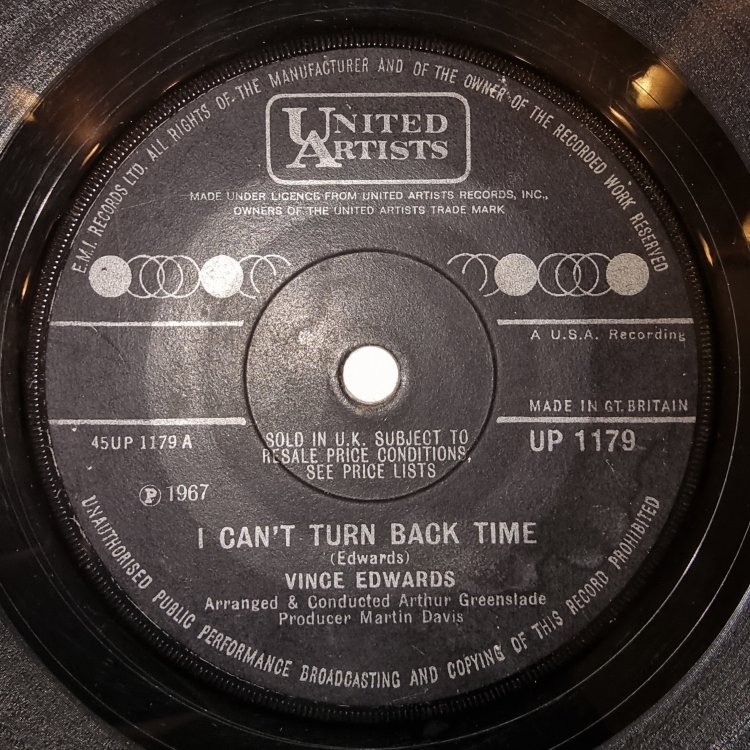 E.M.I. RECORDS LTD. ALL RIGHTS OF THE MANUFACTURER AND OF THE OWNER OF THE RECORDED WORK RESERVED
UNITED
ARTISTS
MADE UNDER LICENCE FROM UNITED ARTISTS RECORDS, INC.,
OWNERS OF THE UNITED ARTISTS TRADE MARK
A U.S.A. Recording
MADE IN GT. BRITAIN
45UP 1179 A
SOLD IN U.K. SUBJECT TO
RESALE PRICE CONDITIONS,
SEE PRICE LISTS
UP 1179
℗ 1967
I CAN'T TURN BACK TIME
(Edwards)
VINCE EDWARDS
Arranged & Conducted Arthur Greenslade
Producer Martin Davis
UNAUTHORISED PUBLIC PERFORMANCE BROADCASTING AND COPYING OF THIS RECORD PROHIBITED